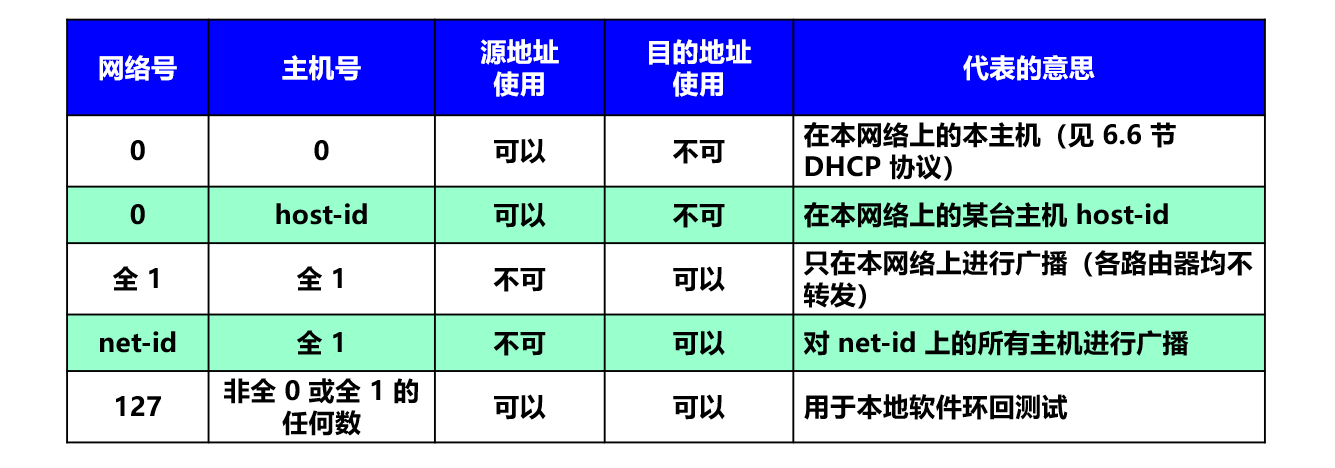 网络号
主机号
源地址
使用
目的地址
使用
代表的意思
0
0
可以
不可
在本网络上的本主机（见 6.6 节
DHCP 协议）
0
host-id
可以
不可
在本网络上的某台主机 host-id
全 1
全 1
不可
可以
只在本网络上进行广播（各路由器均不
转发）
net-id
全 1
不可
可以
对 net-id 上的所有主机进行广播
127
非全 0 或全 1 的
任何数
可以
可以
用于本地软件环回测试